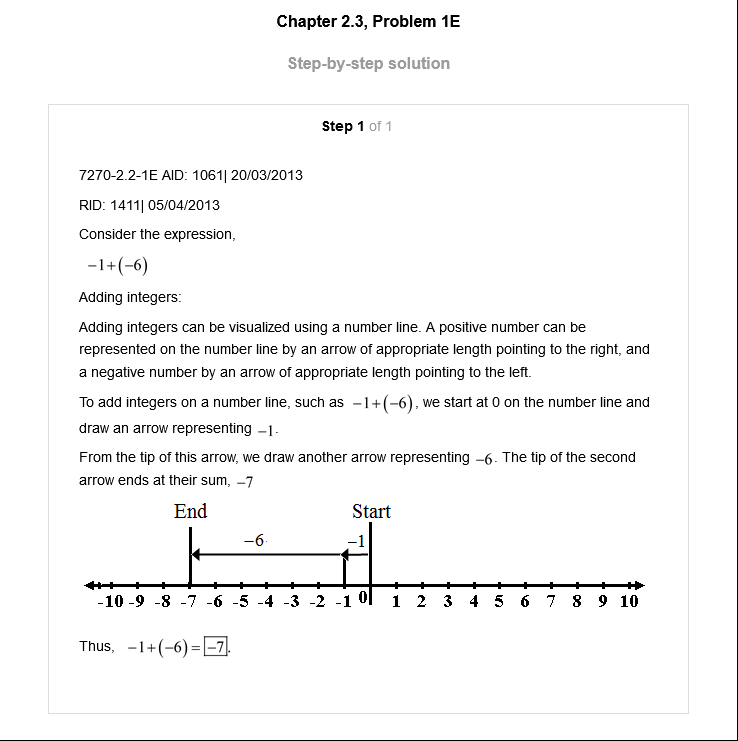 Chapter 2.3, Problem 1E
Step-by-step solution
Step 1 of 1
7270-2.2-1E AID: 1061| 20/03/2013
RID: 1411| 05/04/2013
Consider the expression,
−1+(−6)
Adding integers:
Adding integers can be visualized using a number line. A positive number can be
represented on the number line by an arrow of appropriate length pointing to the right, and
a negative number by an arrow of appropriate length pointing to the left.
To add integers on a number line, such as −1+(−6), we start at 0 on the number line and
draw an arrow representing −1.
From the tip of this arrow, we draw another arrow representing −6. The tip of the second
arrow ends at their sum, −7
End Start
−6 −1
-10 -9 -8 -7 -6 -5 -4 -3 -2 -1 0 1 2 3 4 5 6 7 8 9 10
Thus, −1+(−6)=−7.